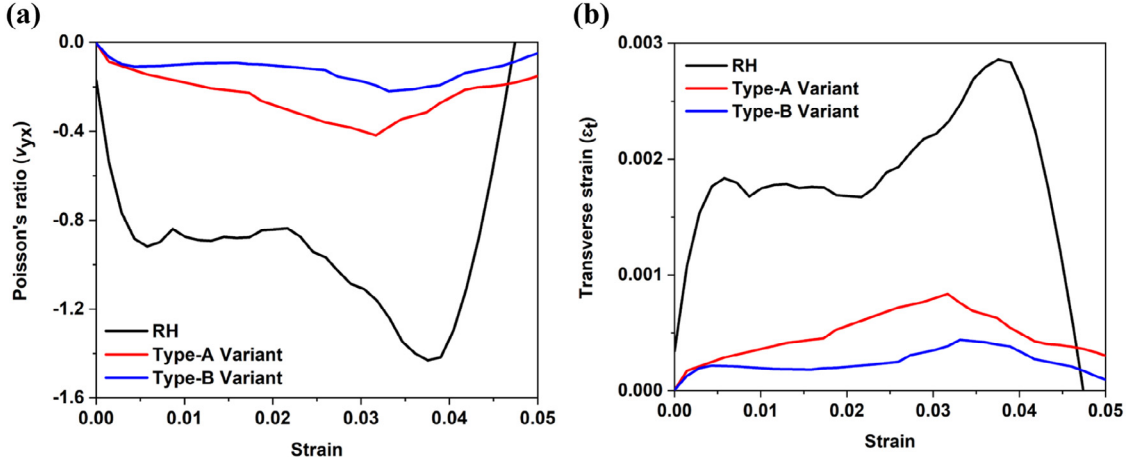 (a)
0.0
-0.4
-0.8
-1.2
-1.6
Poisson's ratio (νyx)
RH
Type-A Variant
Type-B Variant
0.00
0.01
0.02
0.03
0.04
0.05
Strain
(b)
0.003
0.002
0.001
0.000
Transverse strain (εt)
RH
Type-A Variant
Type-B Variant
0.00
0.01
0.02
0.03
0.04
0.05
Strain